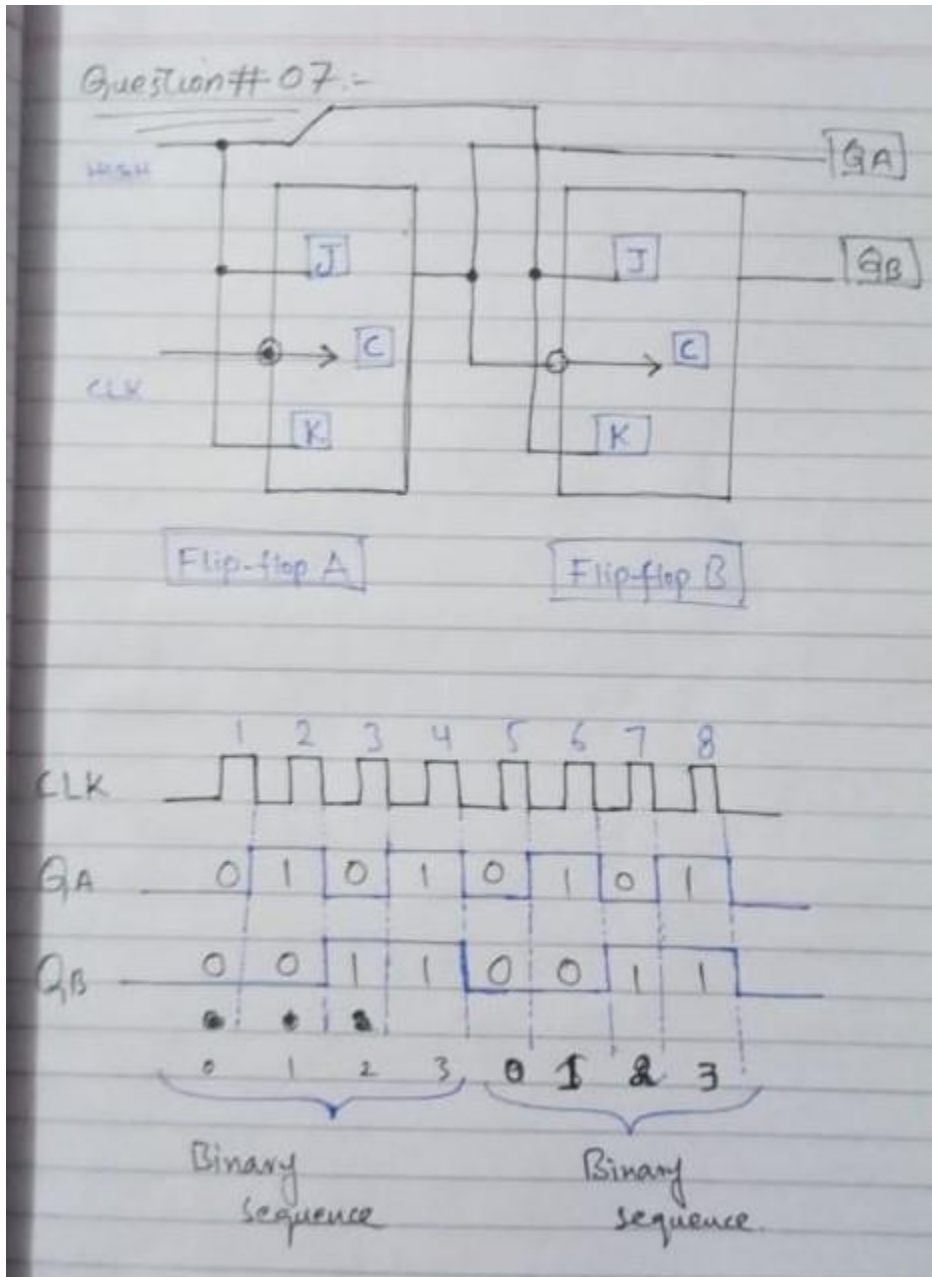 Question # 07:-
HIGH
QA
J
J
QB
C
C
CLK
K
K
Flip-flop A
Flip-flop B
1 2 3 4 5 6 7 8
CLK
QA 0 1 0 1 0 1 0 1
QB 0 0 1 1 0 0 1 1
0 1 2 3 0 1 2 3
Binary sequence
Binary sequence.